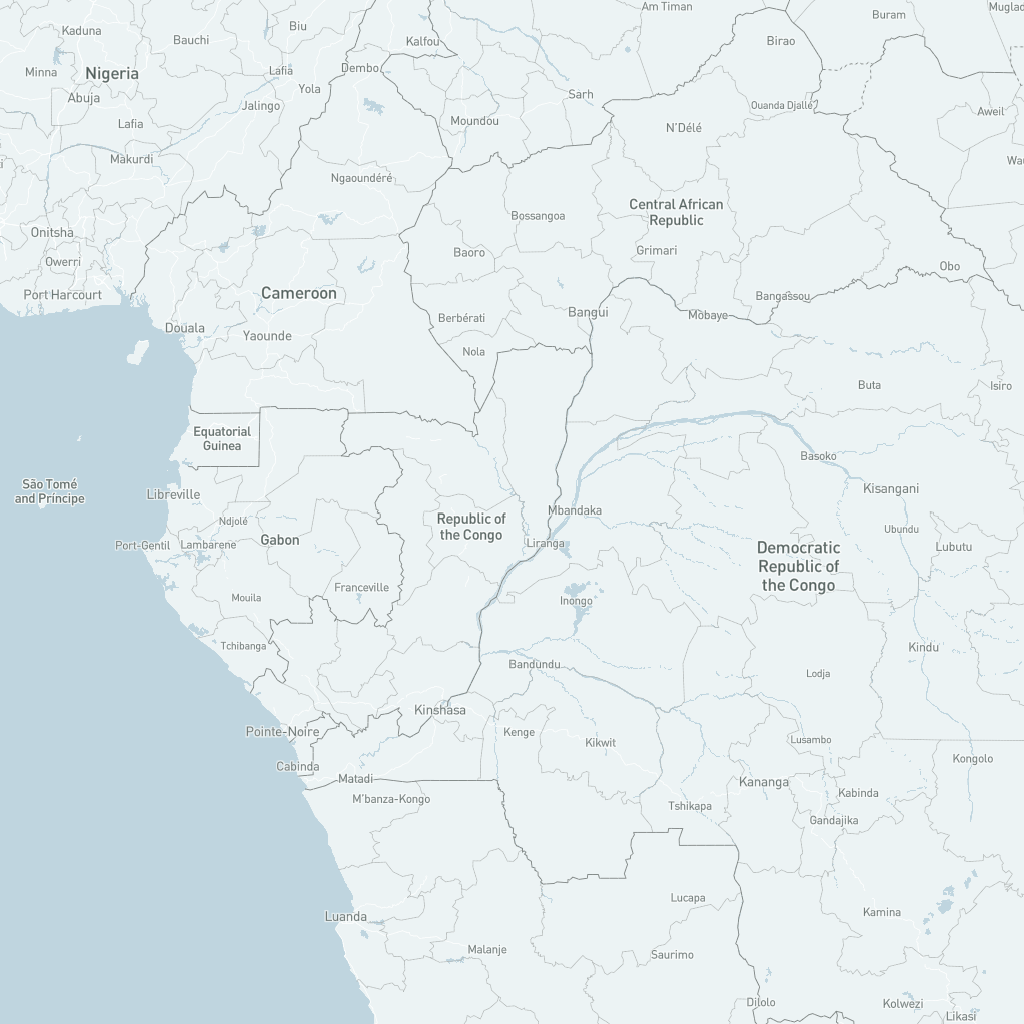 Am Timan
Muglad
Buram
Kaduna
Biu
Bauchi
Kalfou
Birao
Dembo
Lafia
Minna
Nigeria
Yola
Abuja
Sarh
Jalingo
Ouanda Djallé
Aweil
Moundou
Lafia
N'Délé
Makurdi
Wau
Ngaoundéré
Central African
Republic
Bossangoa
Onitsha
Grimari
Baoro
Owerri
Obo
Port Harcourt
Cameroon
Bangassou
Bangui
Mobaye
Berbérati
Douala
Yaounde
Nola
Buta
Isiro
Equatorial
Guinea
Basoko
São Tomé
and Príncipe
Libreville
Kisangani
Mbandaka
Ndjolé
Republic of
the Congo
Ubundu
Gabon
Port-Gentil
Lambarene
Liranga
Lubutu
Democratic
Republic of
the Congo
Franceville
Mouila
Inongo
Tchibanga
Kindu
Bandundu
Lodja
Kinshasa
Pointe-Noire
Kenge
Kikwit
Lusambo
Kongolo
Cabinda
Matadi
Kananga
Kabinda
M'banza-Kongo
Tshikapa
Gandajika
Lucapa
Kamina
Luanda
Malanje
Saurimo
Dilolo
Kolwezi
Likasi